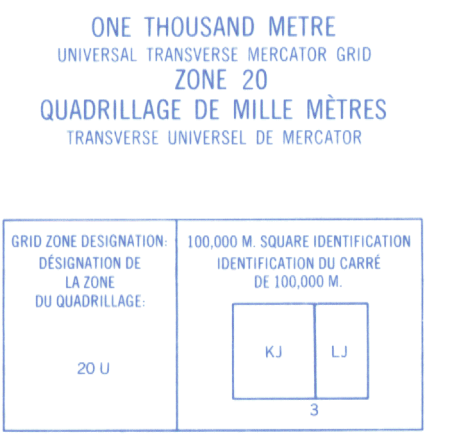 ONE THOUSAND METRE
UNIVERSAL TRANSVERSE MERCATOR GRID
ZONE 20
QUADRILLAGE DE MILLE MÈTRES
TRANSVERSE UNIVERSEL DE MERCATOR
GRID ZONE DESIGNATION:
DÉSIGNATION DE
LA ZONE
DU QUADRILLAGE:
20 U
100,000 M. SQUARE IDENTIFICATION
IDENTIFICATION DU CARRÉ
DE 100,000 M.
KJ LJ
3